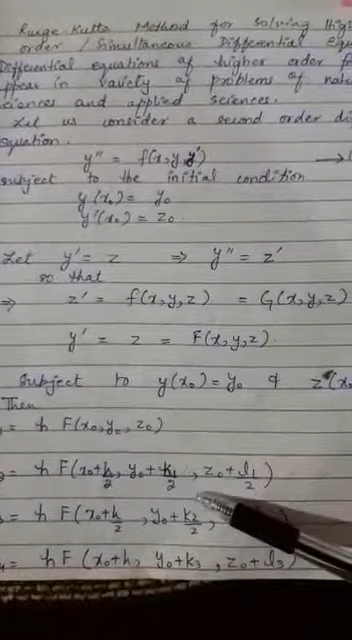 Runge-Kutta Method for solving High
order / Simultaneous Differential Equ
Differential equations of higher order
appear in variety of problems of
sciences and applied sciences.
Let us consider a second order di
equation.
y'' = f(x, y, y')
subject to the initial condition
y(x₀) = y₀
y'(x₀) = z₀
Let y' = z ⇒ y'' = z'
so that
⇒ z' = f(x, y, z) = G(x, y, z)
y' = z = F(x, y, z).
Subject to y(x₀) = y₀ & z(x₀
Then
= h F(x₀, y₀, z₀)
= h F(x₀+h/2, y₀+k₁/2, z₀+l₁/2)
= h F(x₀+h/2, y₀+k₂/2,
= h F(x₀+h, y₀+k₃, z₀+l₃)